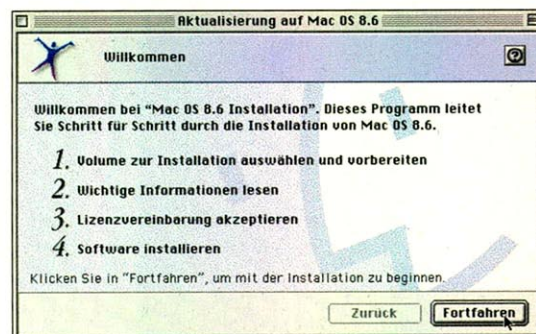 Aktualisierung auf Mac OS 8.6
Willkommen
?
Willkommen bei “Mac OS 8.6 Installation”. Dieses Programm leitet
Sie Schritt für Schritt durch die Installation von Mac OS 8.6.
1. Volume zur Installation auswählen und vorbereiten
2. Wichtige Informationen lesen
3. Lizenzvereinbarung akzeptieren
4. Software installieren
Klicken Sie in “Fortfahren”, um mit der Installation zu beginnen.
Zurück Fortfahren